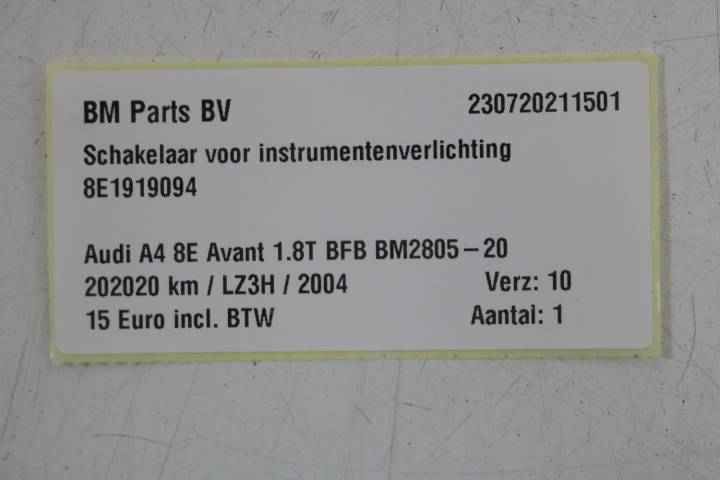 BM Parts BV 230720211501
Schakelaar voor instrumentenverlichting
8E1919094
Audi A4 8E Avant 1.8T BFB BM2805-20
202020 km / LZ3H / 2004 Verz: 10
15 Euro incl. BTW Aantal: 1